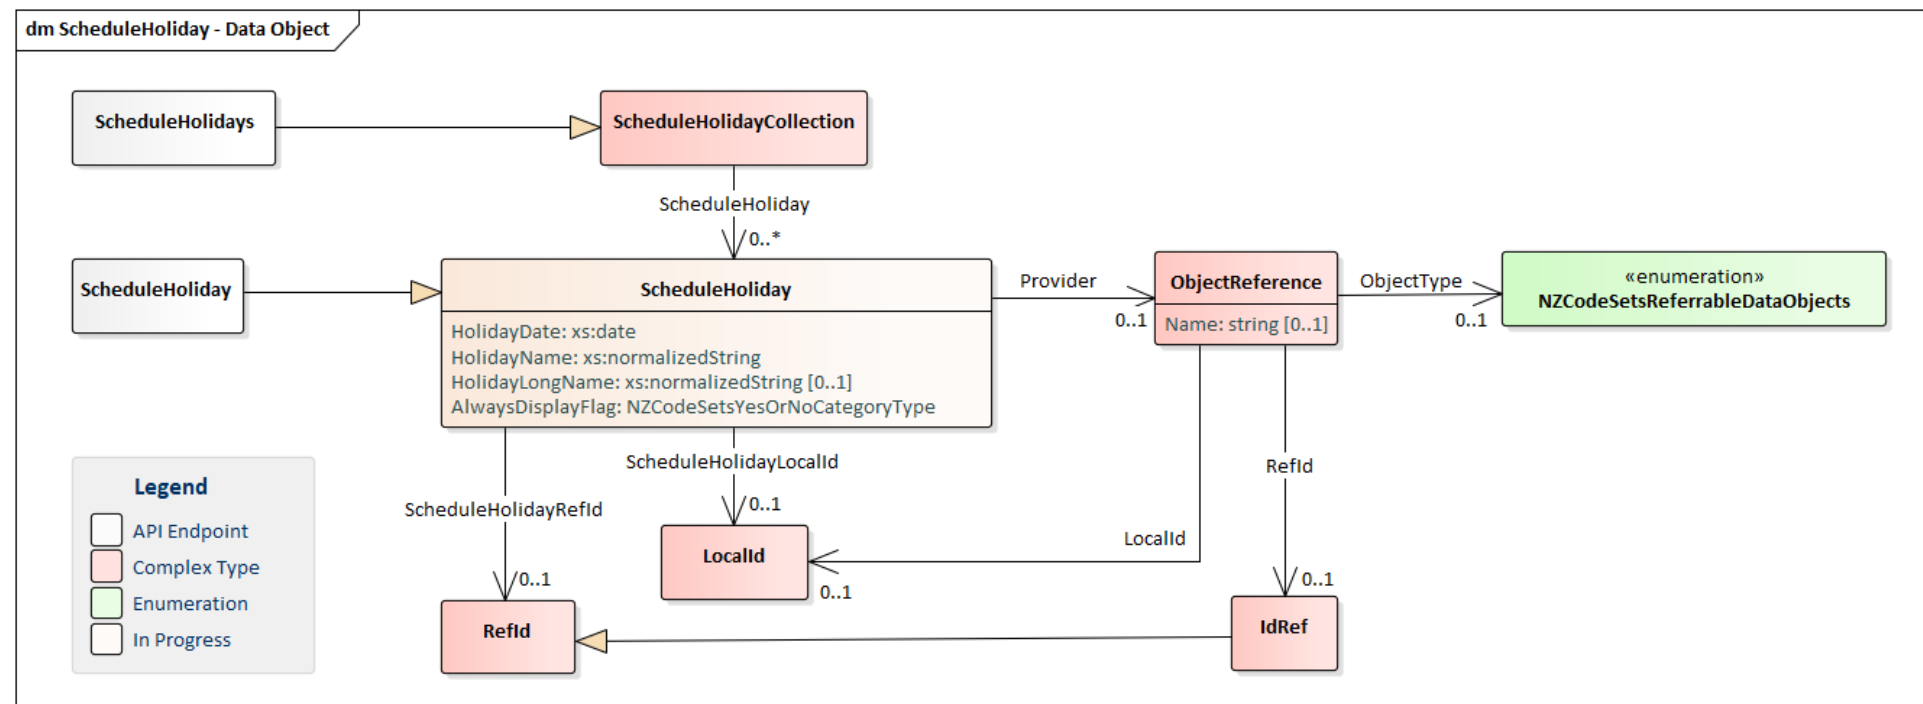 dm ScheduleHoliday - Data Object
ScheduleHolidays
ScheduleHolidayCollection
ScheduleHoliday
0..*
ScheduleHoliday
ScheduleHoliday
HolidayDate: xs:date
HolidayName: xs:normalizedString
HolidayLongName: xs:normalizedString [0..1]
AlwaysDisplayFlag: NZCodeSetsYesOrNoCategoryType
Provider
0..1
ObjectReference
Name: string [0..1]
ObjectType
0..1
«enumeration»
NZCodeSetsReferrableDataObjects
ScheduleHolidayLocalId
0..1
ScheduleHolidayRefId
0..1
RefId
0..1
LocalId
0..1
LocalId
RefId
IdRef
Legend
API Endpoint
Complex Type
Enumeration
In Progress